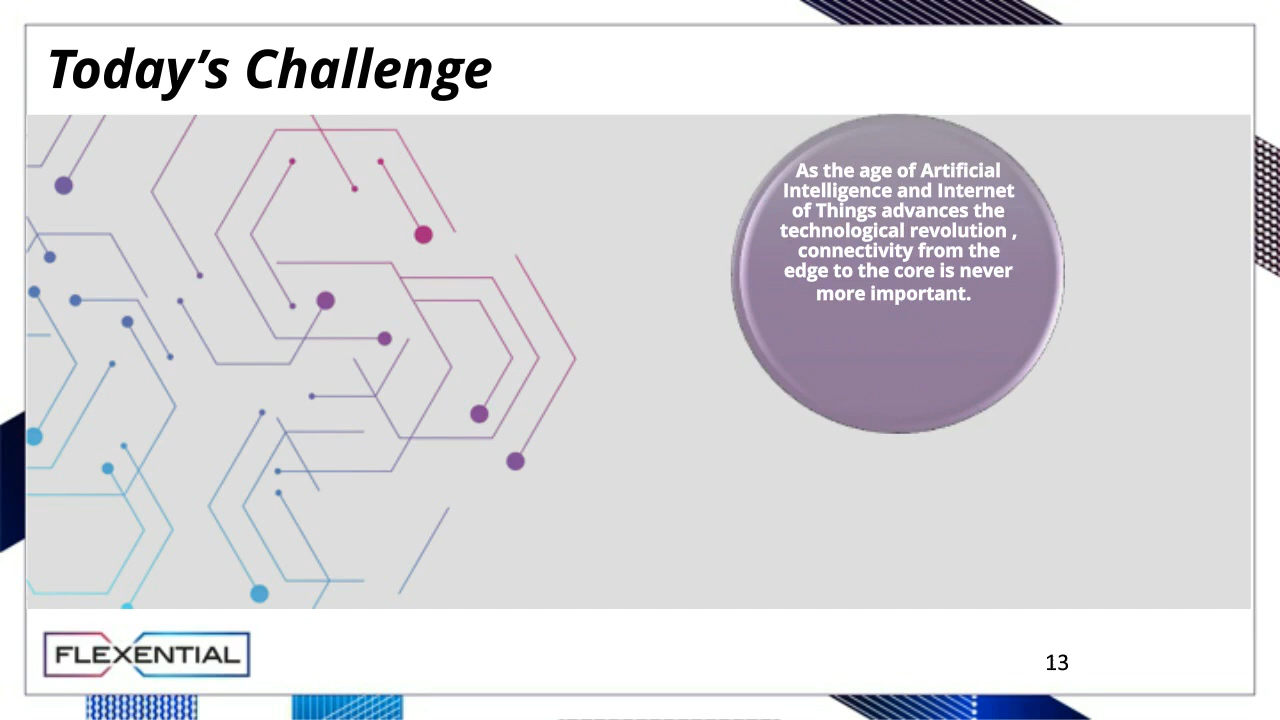 Today’s Challenge
As the age of Artificial
Intelligence and Internet
of Things advances the
technological revolution ,
connectivity from the
edge to the core is never
more important.
FLEXENTIAL
13